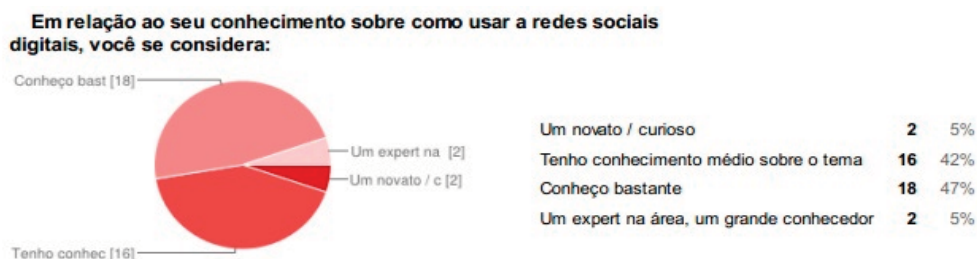 Em relação ao seu conhecimento sobre como usar a redes sociais
digitais, você se considera:
Conheço bast [18]
Um expert na [2]
Um novato / c [2]
Tenho conhec [16]
Um novato / curioso 2 5%
Tenho conhecimento médio sobre o tema 16 42%
Conheço bastante 18 47%
Um expert na área, um grande conhecedor 2 5%